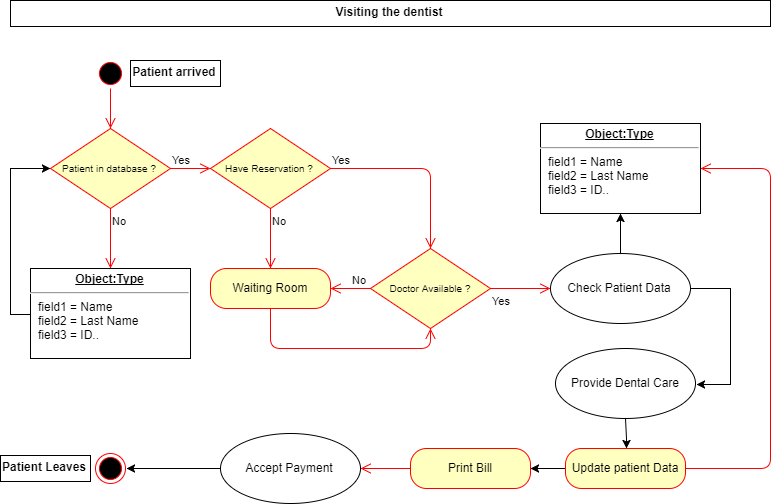 Visiting the dentist
Patient arrived
Patient in database ?
Yes
Have Reservation ?
Yes
No
No
Object:Type
field1 = Name
field2 = Last Name
field3 = ID..
Object:Type
field1 = Name
field2 = Last Name
field3 = ID..
Waiting Room
No
Doctor Available ?
Yes
Check Patient Data
Provide Dental Care
Patient Leaves
Accept Payment
Print Bill
Update patient Data